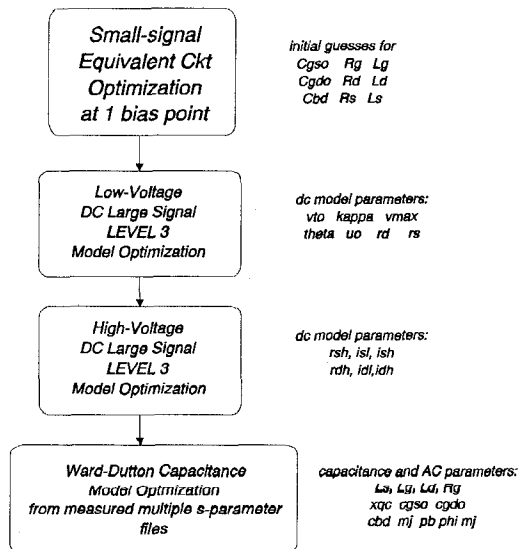 Small-signal
Equivalent Ckt
Optimization
at 1 bias point
initial guesses for
Cgso Rg Lg
Cgdo Rd Ld
Cbd Rs Ls
Low-Voltage
DC Large Signal
LEVEL 3
Model Optimization
dc model parameters:
vto kappa vmax
theta uo rd rs
High-Voltage
DC Large Signal
LEVEL 3
Model Optimization
dc model parameters:
rsh, isl, ish
rdh, idl,idh
Ward-Dutton Capacitance
Model Optmization
from measured multiple s-parameter
files
capacitance and AC parameters:
Ls, Lg, Ld, Rg
xqc cgso cgdo
cbd mj pb phi mj